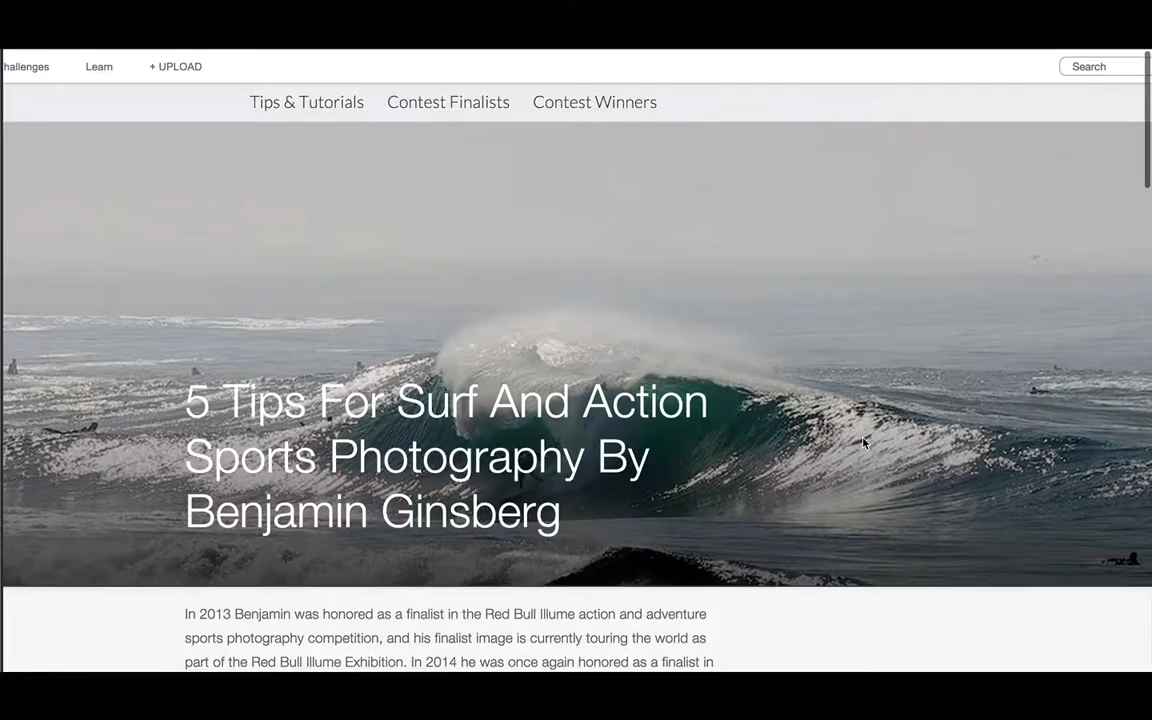 hallenges Learn + UPLOAD Search
Tips & Tutorials Contest Finalists Contest Winners
5 Tips For Surf And Action
Sports Photography By
Benjamin Ginsberg
In 2013 Benjamin was honored as a finalist in the Red Bull Illume action and adventure
sports photography competition, and his finalist image is currently touring the world as
part of the Red Bull Illume Exhibition. In 2014 he was once again honored as a finalist in